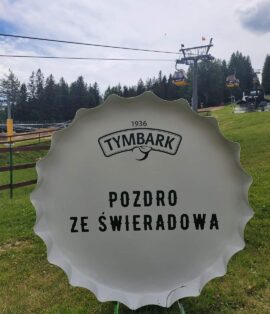 1936
TYMBARK
POZDRO
ZE ŚWIERADOWA